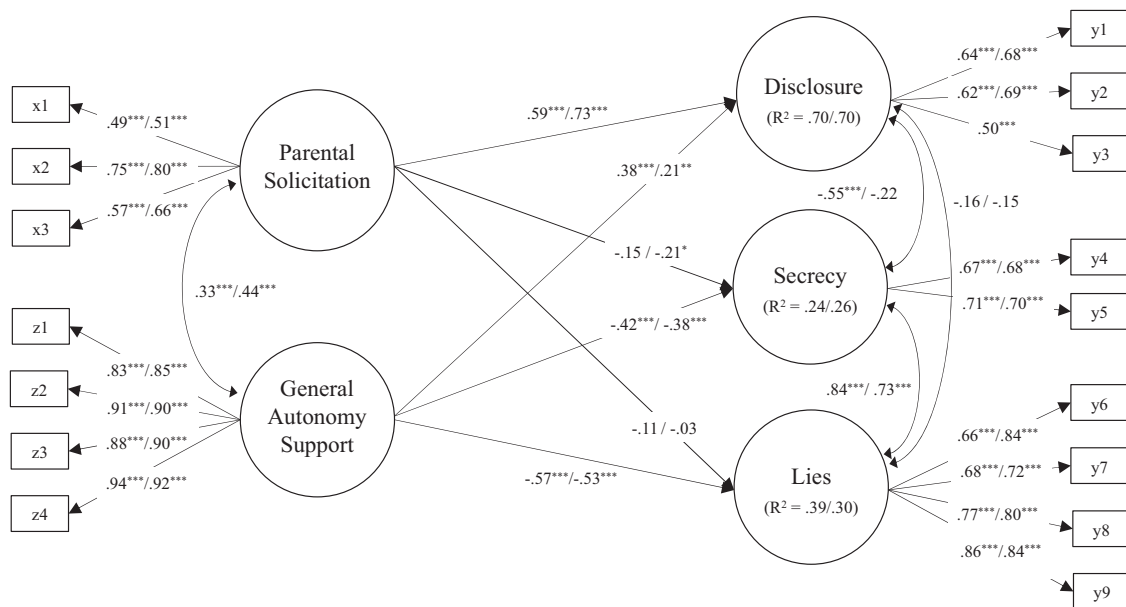 x1
x2
x3
.49***/.51***
.75***/.80***
.57***/.66***
Parental
Solicitation
.33***/.44***
z1
z2
z3
z4
.83***/.85***
.91***/.90***
.88***/.90***
.94***/.92***
General
Autonomy
Support
.59***/.73***
.38***/.21**
-.15 / -.21*
-.42***/ -.38***
-.11 / -.03
-.57***/-.53***
Disclosure
(R² = .70/.70)
Secrecy
(R² = .24/.26)
Lies
(R² = .39/.30)
-.55***/ -.22
-.16 / -.15
.84***/ .73***
.64***/.68***
.62***/.69***
.50***
.67***/.68***
.71***/.70***
.66***/.84***
.68***/.72***
.77***/.80***
.86***/.84***
y1
y2
y3
y4
y5
y6
y7
y8
y9